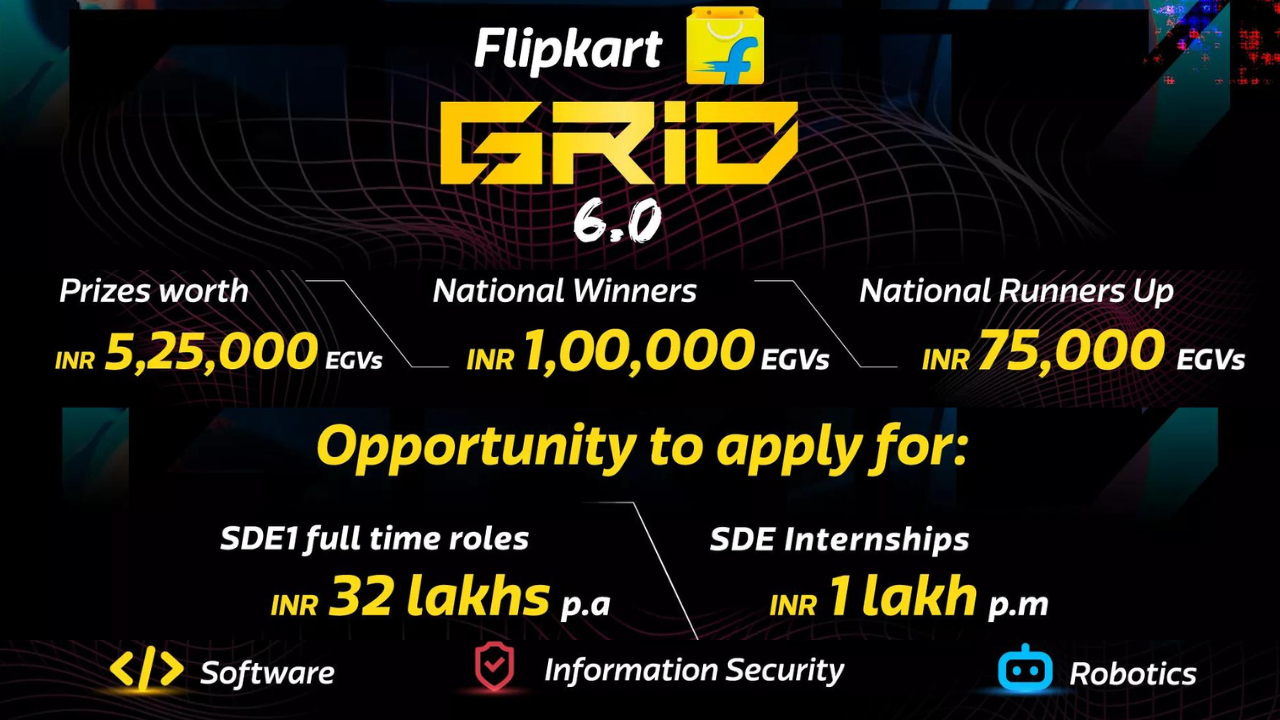 Flipkart
GRiD
6.0
Prizes worth
INR 5,25,000 EGVs
National Winners
INR 1,00,000 EGVs
National Runners Up
INR 75,000 EGVs
Opportunity to apply for:
SDE1 full time roles
INR 32 lakhs p.a
SDE Internships
INR 1 lakh p.m
Software
Information Security
Robotics